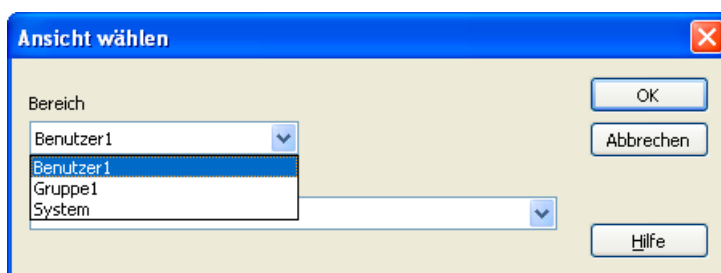 Ansicht wählen
Bereich
Benutzer1
Benutzer1
Gruppe1
System
OK
Abbrechen
Hilfe